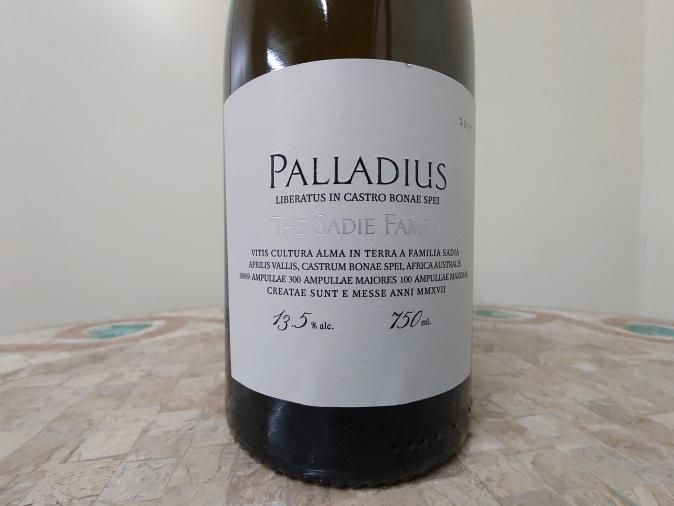 PALLADIUS
LIBERATUS IN CASTRO BONAE SPEI
THE SADIE FAMILY
VITIS CULTURA ALMA IN TERRA A FAMILIA SADIA
APRILIS VALLIS, CASTRUM BONAE SPEI, AFRICA AUSTRALIS
AMPULLAE 300 AMPULLAE MAIORES 100 AMPULLAE MAXIMAE
CREATAE SUNT E MESSE ANNI MMXVII
13.5 % alc. 750 ml.